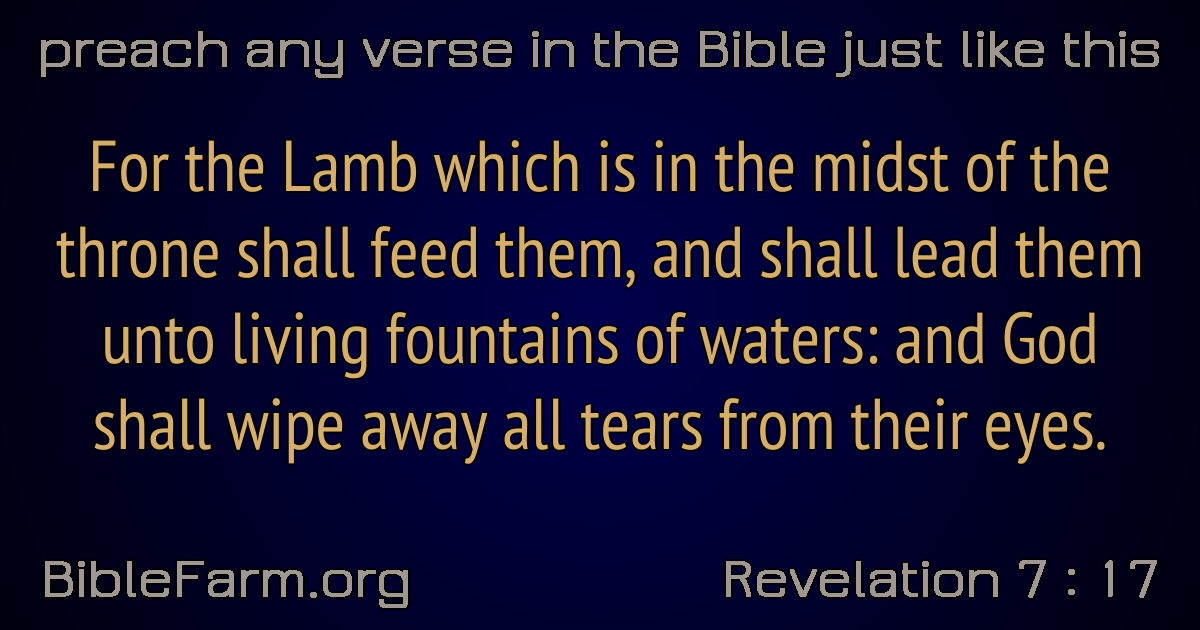 preach any verse in the Bible just like this
For the Lamb which is in the midst of the
throne shall feed them, and shall lead them
unto living fountains of waters: and God
shall wipe away all tears from their eyes.
BibleFarm.org
Revelation 7 : 17